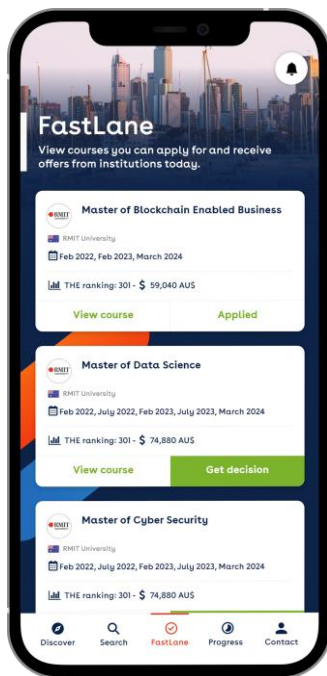 FastLane
View courses you can apply for and receive
offers from institutions today.
RMIT
Master of Blockchain Enabled Business
RMIT University
Feb 2022, Feb 2023, March 2024
THE ranking: 301 - $ 59,040 AU$
View course Applied
RMIT
Master of Data Science
RMIT University
Feb 2022, July 2022, Feb 2023, July 2023, March 2024
THE ranking: 301 - $ 74,880 AU$
View course Get decision
RMIT
Master of Cyber Security
RMIT University
Feb 2022, July 2022, Feb 2023, July 2023, March 2024
THE ranking: 301 - $ 74,880 AU$
Discover Search FastLane Progress Contact